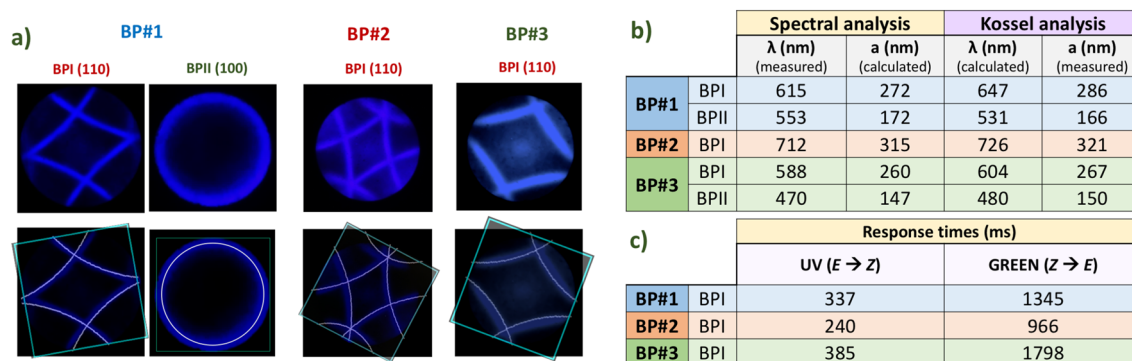 a)
BP#1
BP#2
BP#3
BPI (110)
BPII (100)
BPI (110)
BPI (110)
b)
Spectral analysis
Kossel analysis
λ (nm) (measured)
a (nm) (calculated)
λ (nm) (calculated)
a (nm) (measured)
BP#1 BPI 615 272 647 286
BPII 553 172 531 166
BP#2 BPI 712 315 726 321
BP#3 BPI 588 260 604 267
BPII 470 147 480 150
c)
Response times (ms)
UV (E → Z)
GREEN (Z → E)
BP#1 BPI 337 1345
BP#2 BPI 240 966
BP#3 BPI 385 1798